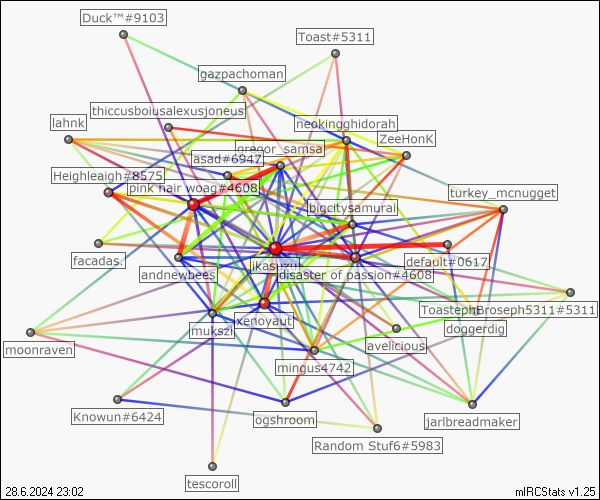 Duck™#9103
Toast#5311
gazpachoman
thiccusboiusalexusjoneus
neokingghidorah
lahnk
ZeeHonK
gregor_samsa
asad#6947
Heighleigh#8575
pink hair woag#4608
turkey_mcnugget
bigcitysamurai
facadas.
default#0617
jkasuzu
andnewbees
disaster of passion#4608
ToastephBroseph5311#5311
xenoyaut
mukszi
doggerdig
avelicious
moonraven
mingus4742
Knowun#6424
ogshroom
jarlbreadmaker
Random Stuf6#5983
tescoroll
28.6.2024 23:02
mIRCStats v1.25